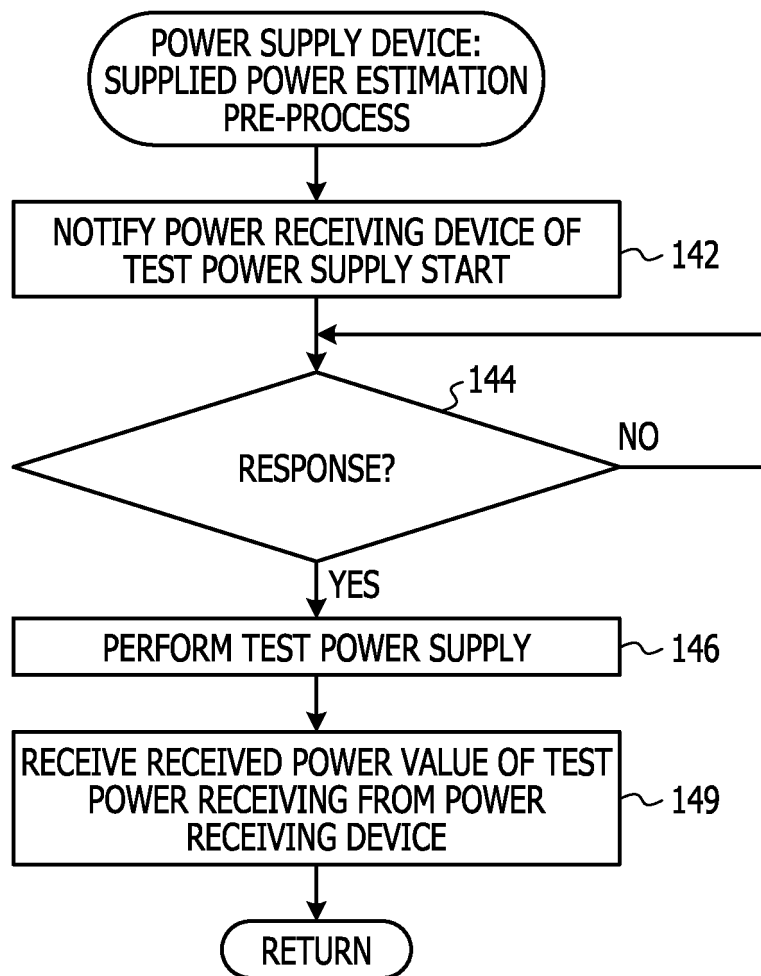 POWER SUPPLY DEVICE:
SUPPLIED POWER ESTIMATION
PRE-PROCESS
NOTIFY POWER RECEIVING DEVICE OF
TEST POWER SUPPLY START
142
144
RESPONSE?
NO
YES
PERFORM TEST POWER SUPPLY
146
RECEIVE RECEIVED POWER VALUE OF TEST
POWER RECEIVING FROM POWER
RECEIVING DEVICE
149
RETURN